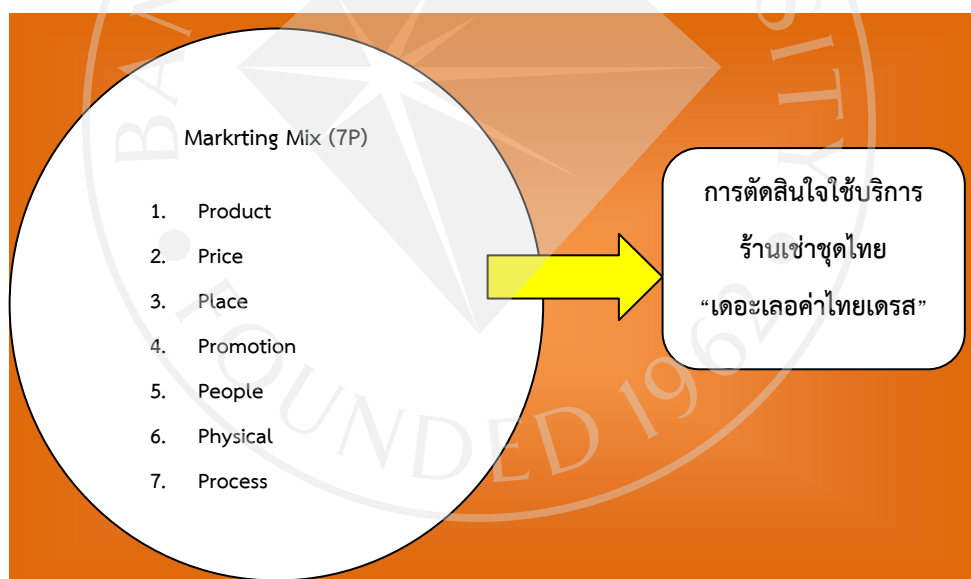 Markrting Mix (7P)
1. Product
2. Price
3. Place
4. Promotion
5. People
6. Physical
7. Process
การตัดสินใจใช้บริการ
ร้านเช่าชุดไทย
“เดอะเลอค่าไทยเดรส”
FOUNDED 1962